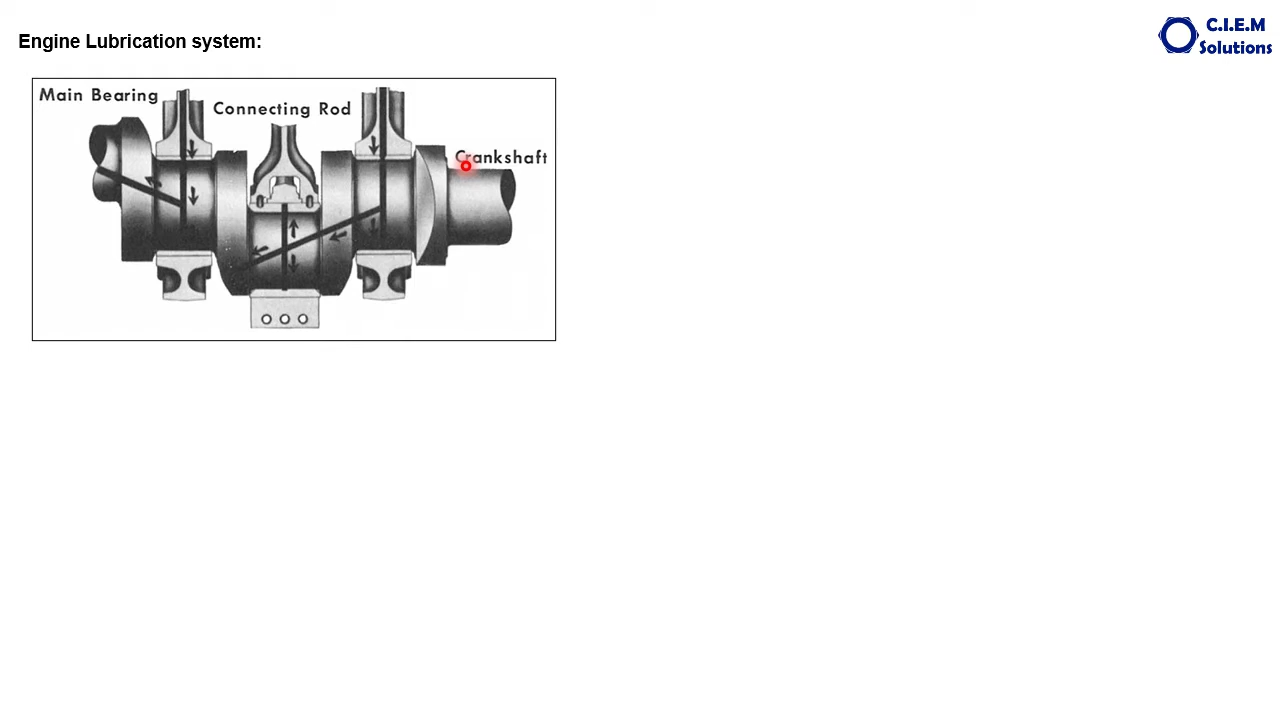 Engine Lubrication system:
C.I.E.M
Solutions
Main Bearing
Connecting Rod
Crankshaft